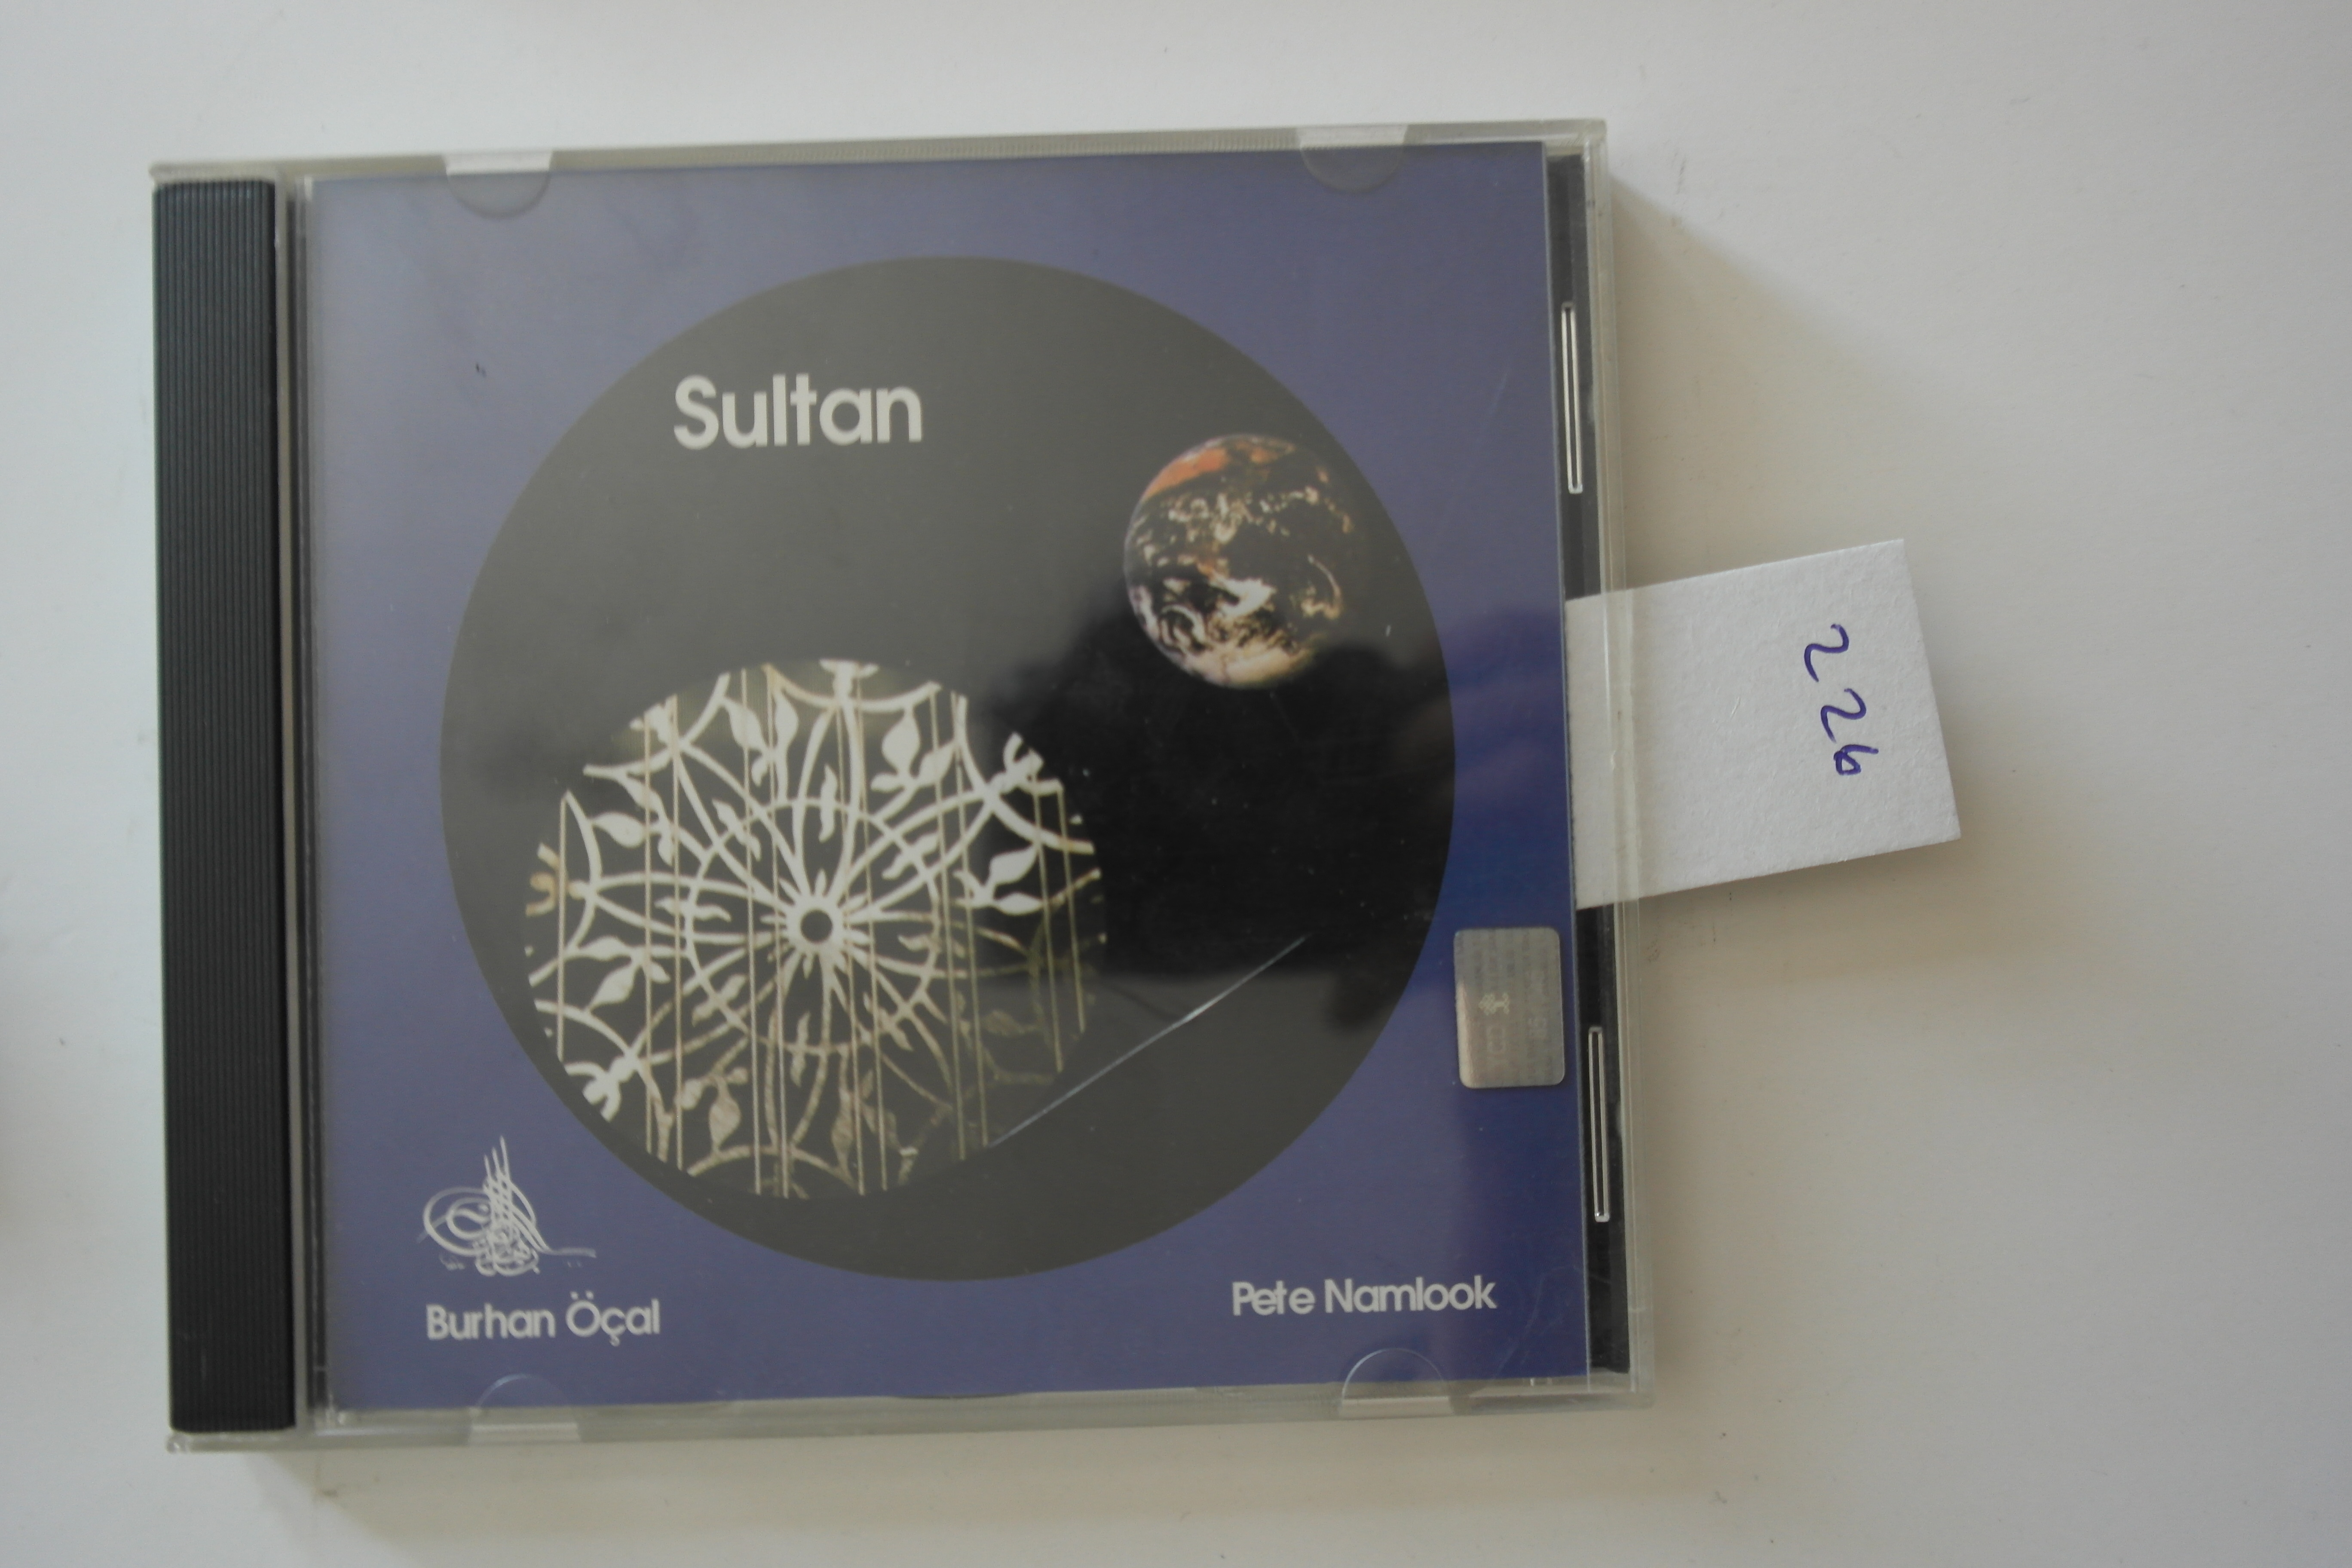 Sultan
226
Burhan Öçal
Pete Namlook